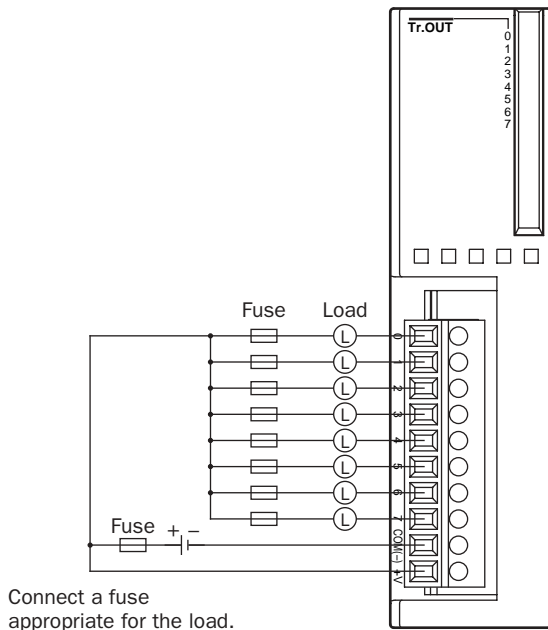 Tr.OUT
0
1
2
3
4
5
6
7
Fuse Load
L 0
L 1
L 2
L 3
L 4
L 5
L 6
L 7
Fuse + − COM(−)
+V
Connect a fuse
appropriate for the load.